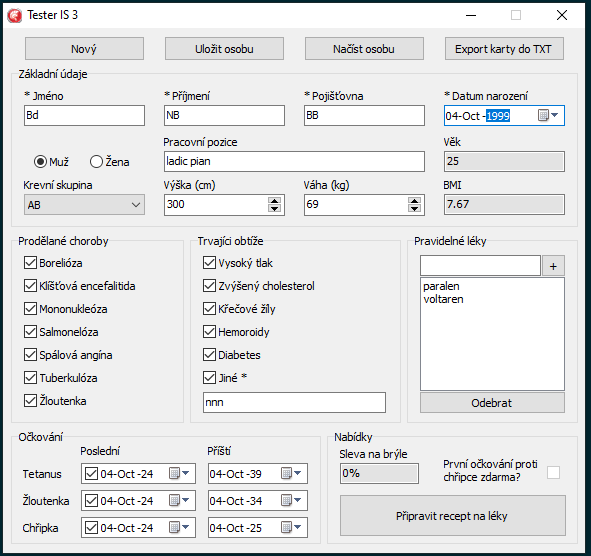 Tester IS 3
Nový Uložit osobu Načíst osobu Export karty do TXT
Základní údaje
* Jméno * Příjmení * Pojišťovna * Datum narození
Bd NB BB 04-Oct -1999
Pracovní pozice Věk
Muž Žena ladic pian 25
Krevní skupina Výška (cm) Váha (kg) BMI
AB 300 69 7.67
Prodělané choroby Trvající obtíže Pravidelné léky
Borelióza Vysoký tlak +
Klíšťová encefalitida Zvýšený cholesterol paralen
Mononukleóza Křečové žíly voltaren
Salmonelóza Hemoroidy
Spálová angína Diabetes
Tuberkulóza Jiné *
Žloutenka nnn Odebrat
Očkování Nabídky
Poslední Příští Sleva na brýle
Tetanus 04-Oct -24 04-Oct -39 0% První očkování proti
chřipce zdarma?
Žloutenka 04-Oct -24 04-Oct -34
Chřipka 04-Oct -24 04-Oct -25 Připravit recept na léky